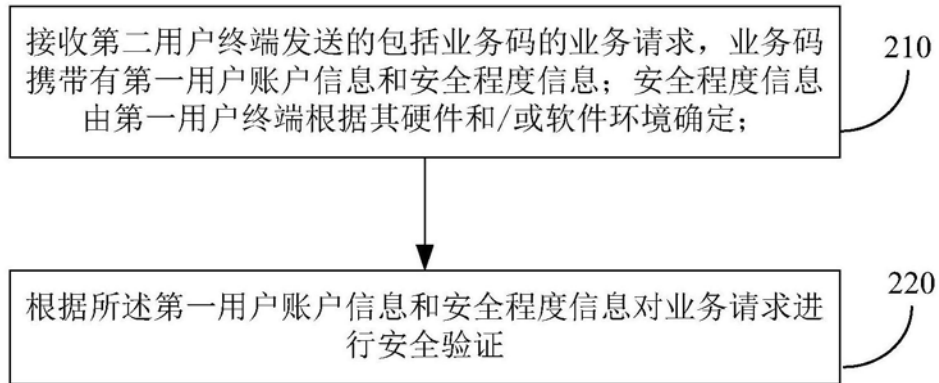 接收第二用户终端发送的包括业务码的业务请求，业务码
携带有第一用户账户信息和安全程度信息；安全程度信息
由第一用户终端根据其硬件和/或软件环境确定；
210
根据所述第一用户账户信息和安全程度信息对业务请求进
行安全验证
220